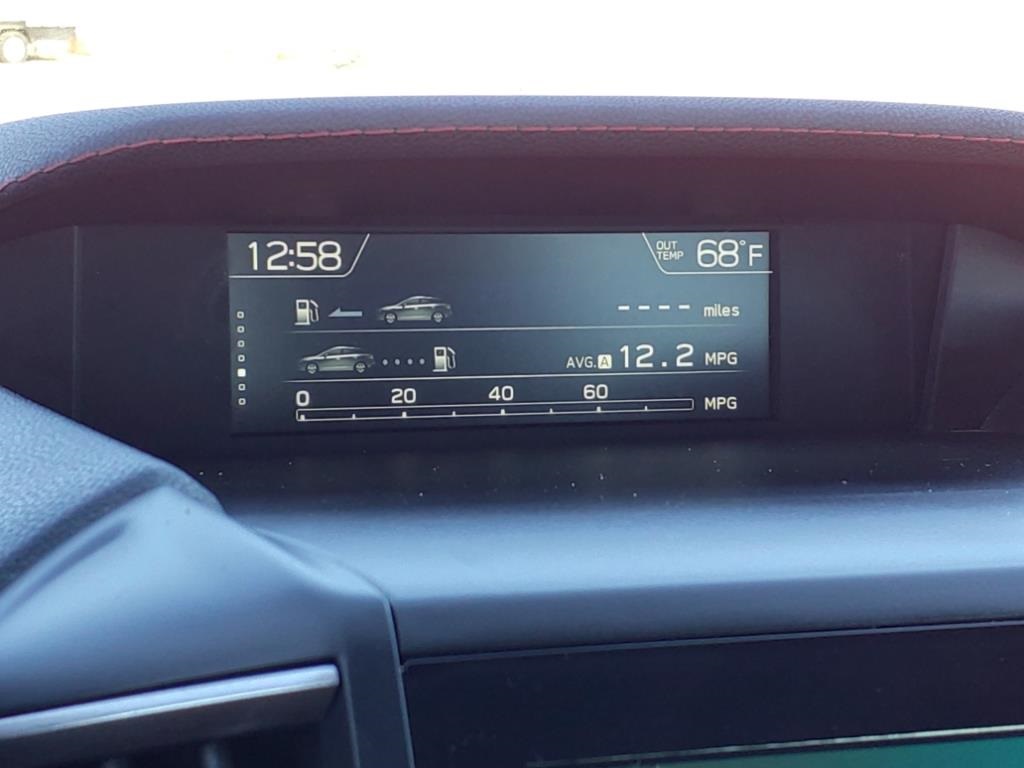 12:58 OUT TEMP 68°F
---- miles
AVG. A 12.2 MPG
0 20 40 60
MPG